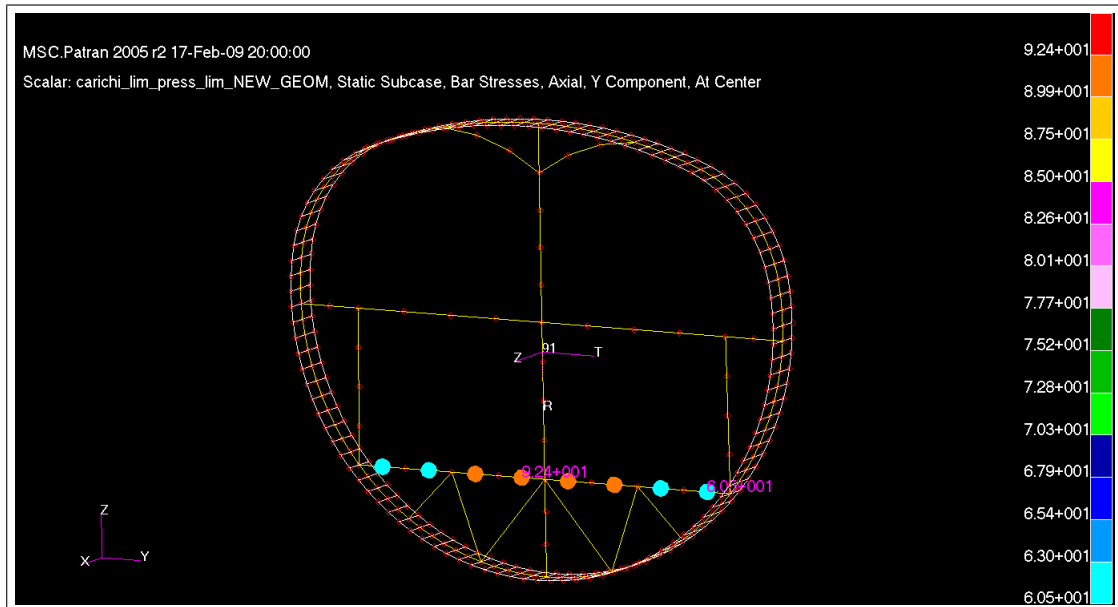 MSC.Patran 2005 r2 17-Feb-09 20:00:00
Scalar: carichi_lim_press_lim_NEW_GEOM, Static Subcase, Bar Stresses, Axial, Y Component, At Center
9.24+001
8.99+001
8.75+001
8.50+001
8.26+001
8.01+001
7.77+001
7.52+001
7.28+001
7.03+001
6.79+001
6.54+001
6.30+001
6.05+001
91
Z
T
R
9.24+001
Z
X
Y